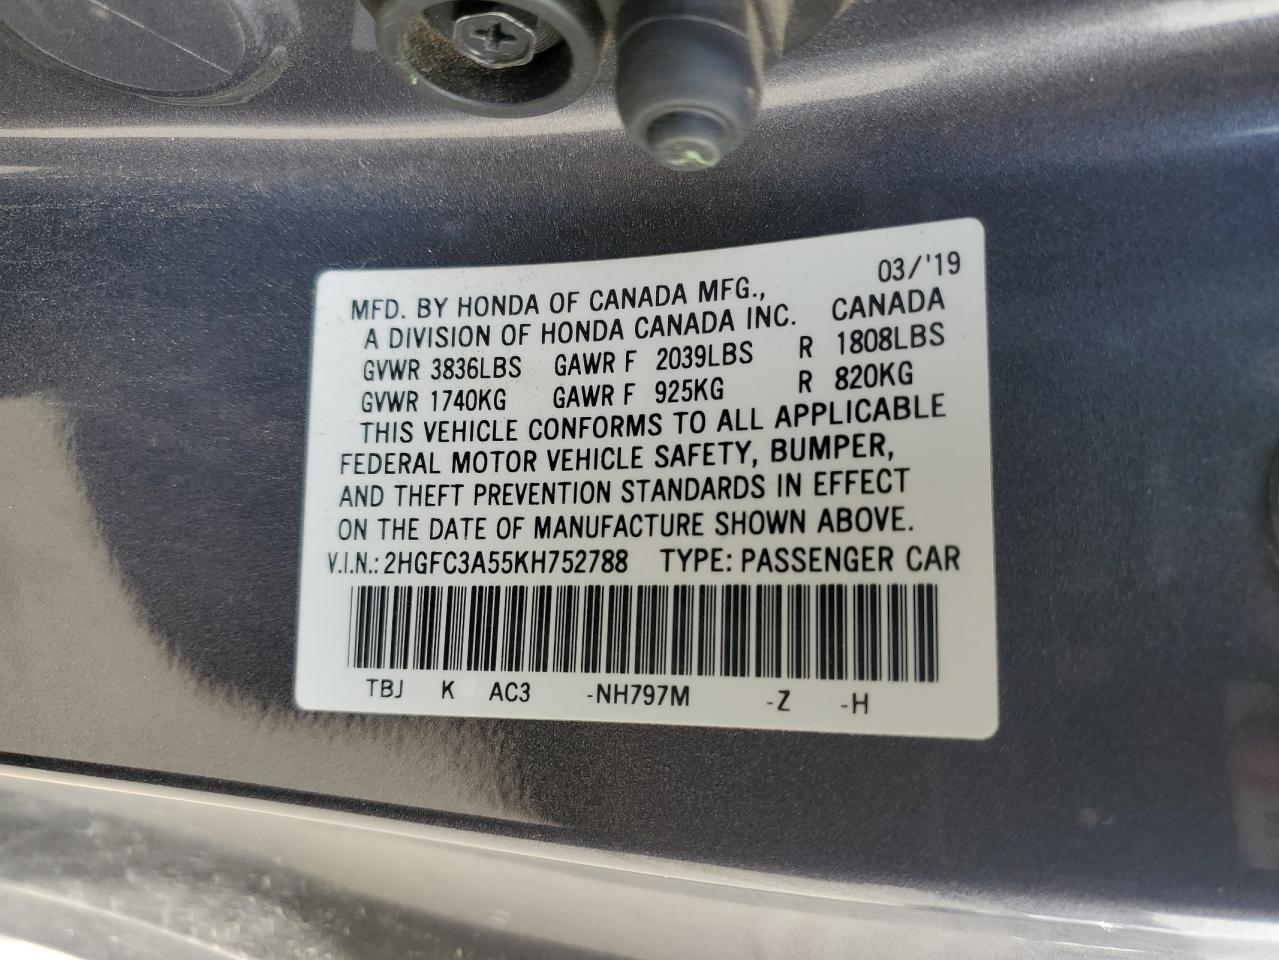 03/'19
MFD. BY HONDA OF CANADA MFG.,
A DIVISION OF HONDA CANADA INC. CANADA
GVWR 3836LBS GAWR F 2039LBS R 1808LBS
GVWR 1740KG GAWR F 925KG R 820KG
THIS VEHICLE CONFORMS TO ALL APPLICABLE
FEDERAL MOTOR VEHICLE SAFETY, BUMPER,
AND THEFT PREVENTION STANDARDS IN EFFECT
ON THE DATE OF MANUFACTURE SHOWN ABOVE.
V.I.N.: 2HGFC3A55KH752788 TYPE: PASSENGER CAR
TBJ K AC3 -NH797M -Z -H